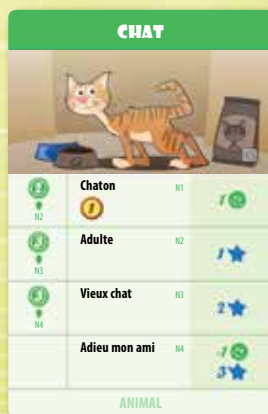 CHAT
Chaton N1
1 1
N2
Adulte N2
1
N3
Vieux chat N3
2
N4
Adieu mon ami N4
-1
3
ANIMAL